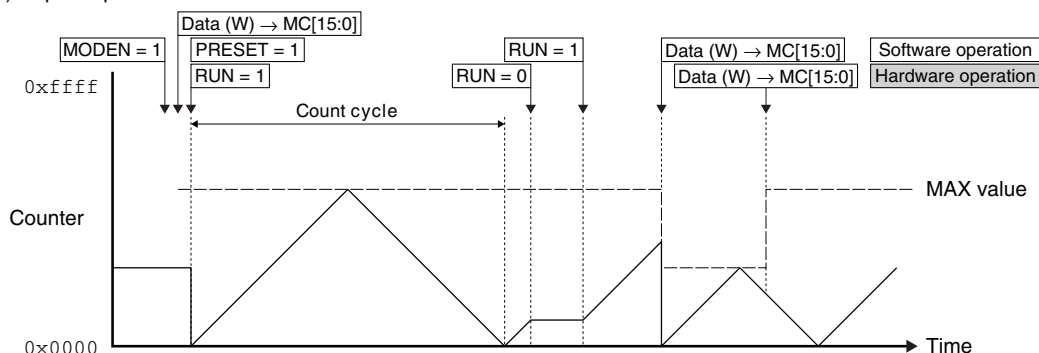 Data (W) → MC[15:0]
MODEN = 1
PRESET = 1
RUN = 1
Data (W) → MC[15:0]
Software operation
RUN = 1
RUN = 0
Data (W) → MC[15:0]
Hardware operation
0xffff
Count cycle
MAX value
Counter
0x0000
Time